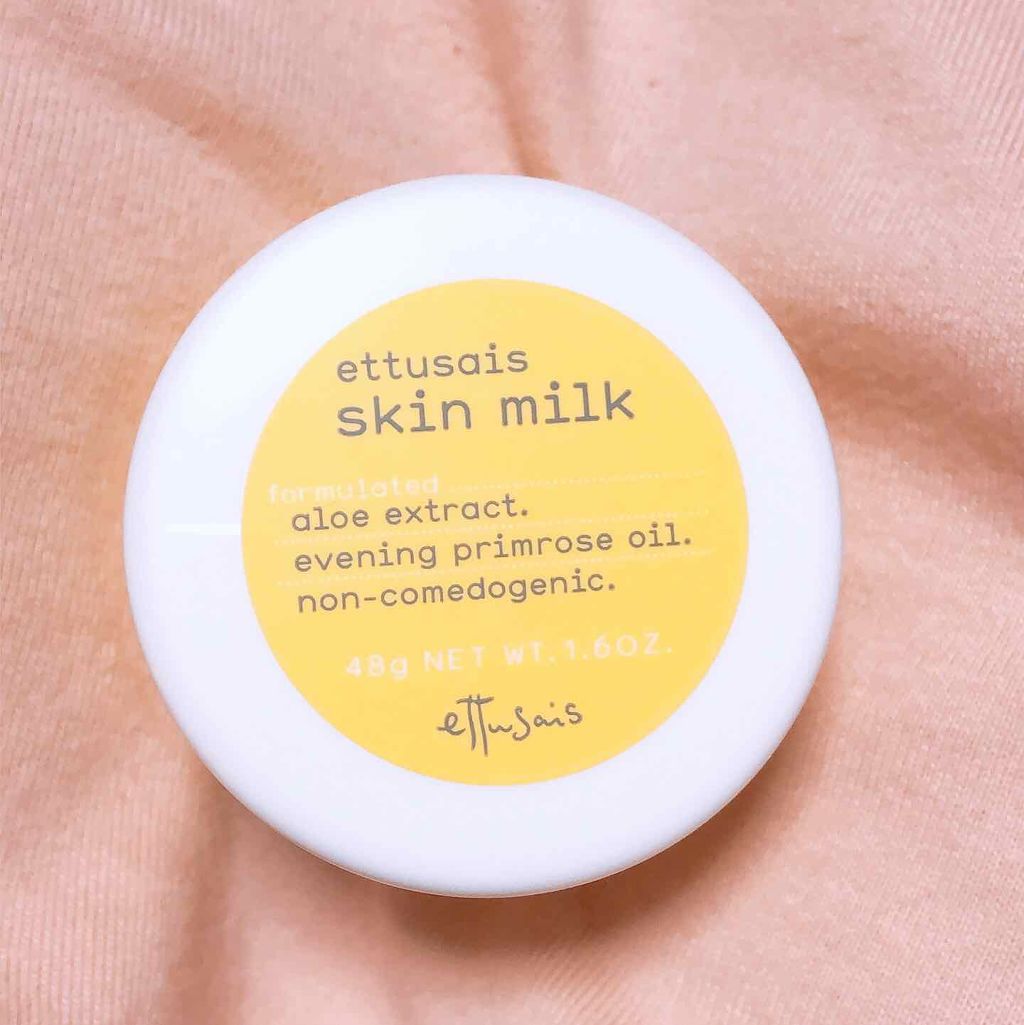 ettusais
skin milk
formulated
aloe extract.
evening primrose oil.
non-comedogenic.
48g NET WT.1.6OZ.
ettusais